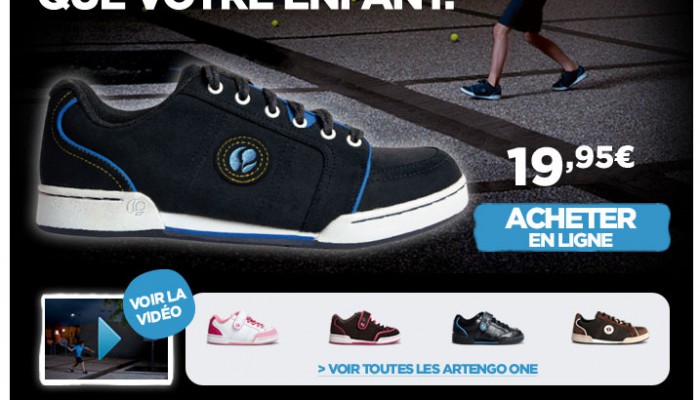 QUE VOTRE ENFANT.
19,95€
ACHETER
EN LIGNE
VOIR LA
VIDÉO
> VOIR TOUTES LES ARTENGO ONE